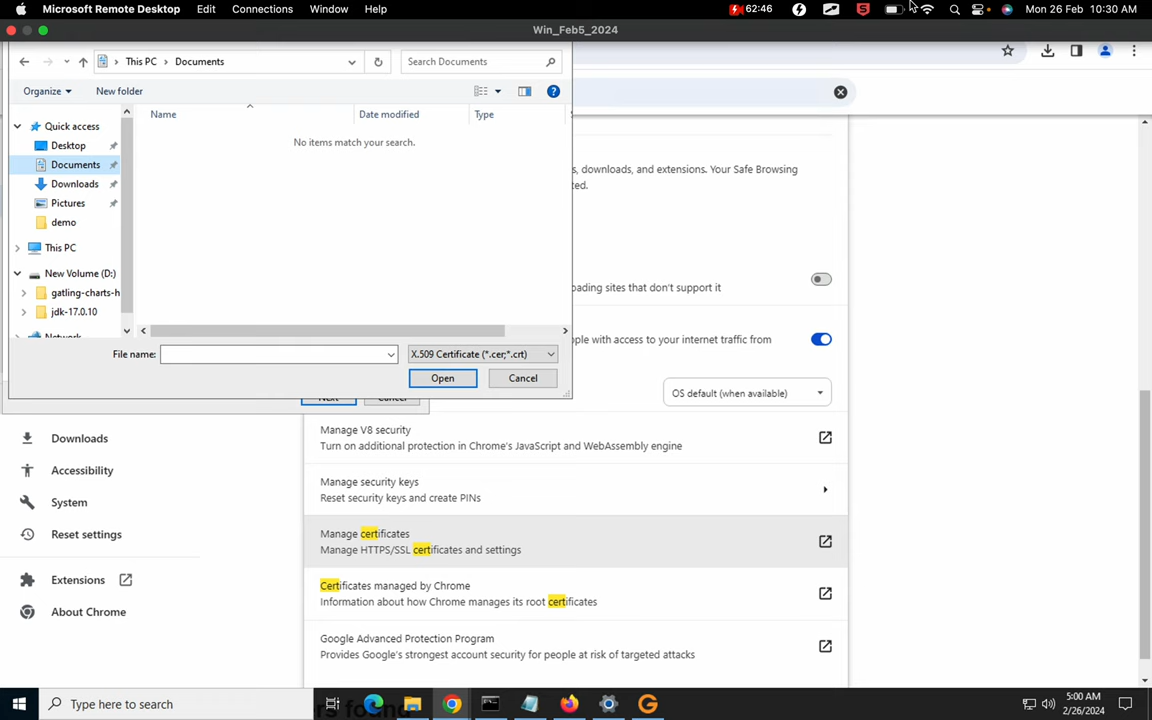 Microsoft Remote Desktop Edit Connections Window Help 62:46 S Mon 26 Feb 10:30 AM
Win_Feb5_2024
This PC Documents Search Documents
Organize New folder
Name Date modified Type
No items match your search.
Quick access
Desktop
Documents
Downloads
Pictures
demo
This PC
New Volume (D:)
gatling-charts-h
jdk-17.0.10
Network
File name: X.509 Certificate (*.cer;*.crt)
Open Cancel
Next Cancel
s, downloads, and extensions. Your Safe Browsing
ted.
oading sites that don't support it
ople with access to your internet traffic from
OS default (when available)
Downloads
Accessibility
System
Reset settings
Extensions
About Chrome
Manage V8 security
Turn on additional protection in Chrome's JavaScript and WebAssembly engine
Manage security keys
Reset security keys and create PINs
Manage certificates
Manage HTTPS/SSL certificates and settings
Certificates managed by Chrome
Information about how Chrome manages its root certificates
Google Advanced Protection Program
Provides Google's strongest account security for people at risk of targeted attacks
Type here to search
5:00 AM
2/26/2024